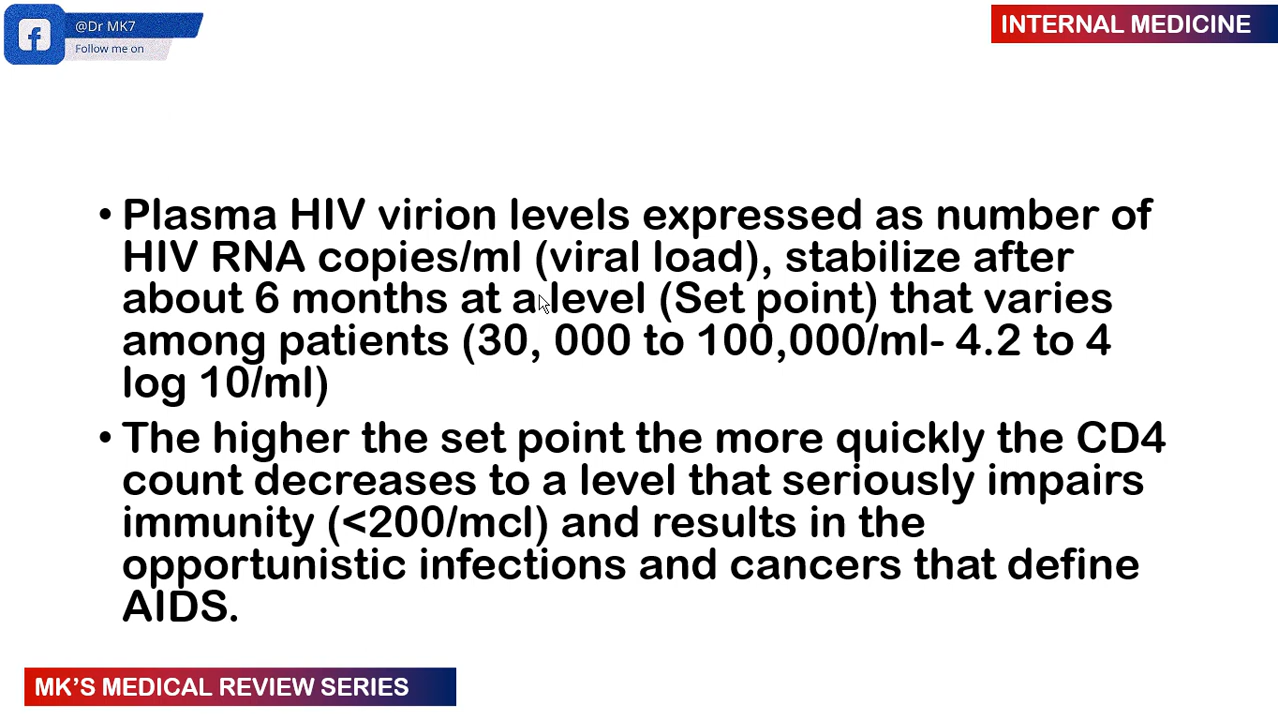 @Dr MK7
Follow me on
INTERNAL MEDICINE
• Plasma HIV virion levels expressed as number of
HIV RNA copies/ml (viral load), stabilize after
about 6 months at a level (Set point) that varies
among patients (30, 000 to 100,000/ml- 4.2 to 4
log 10/ml)
• The higher the set point the more quickly the CD4
count decreases to a level that seriously impairs
immunity (<200/mcl) and results in the
opportunistic infections and cancers that define
AIDS.
MK’S MEDICAL REVIEW SERIES